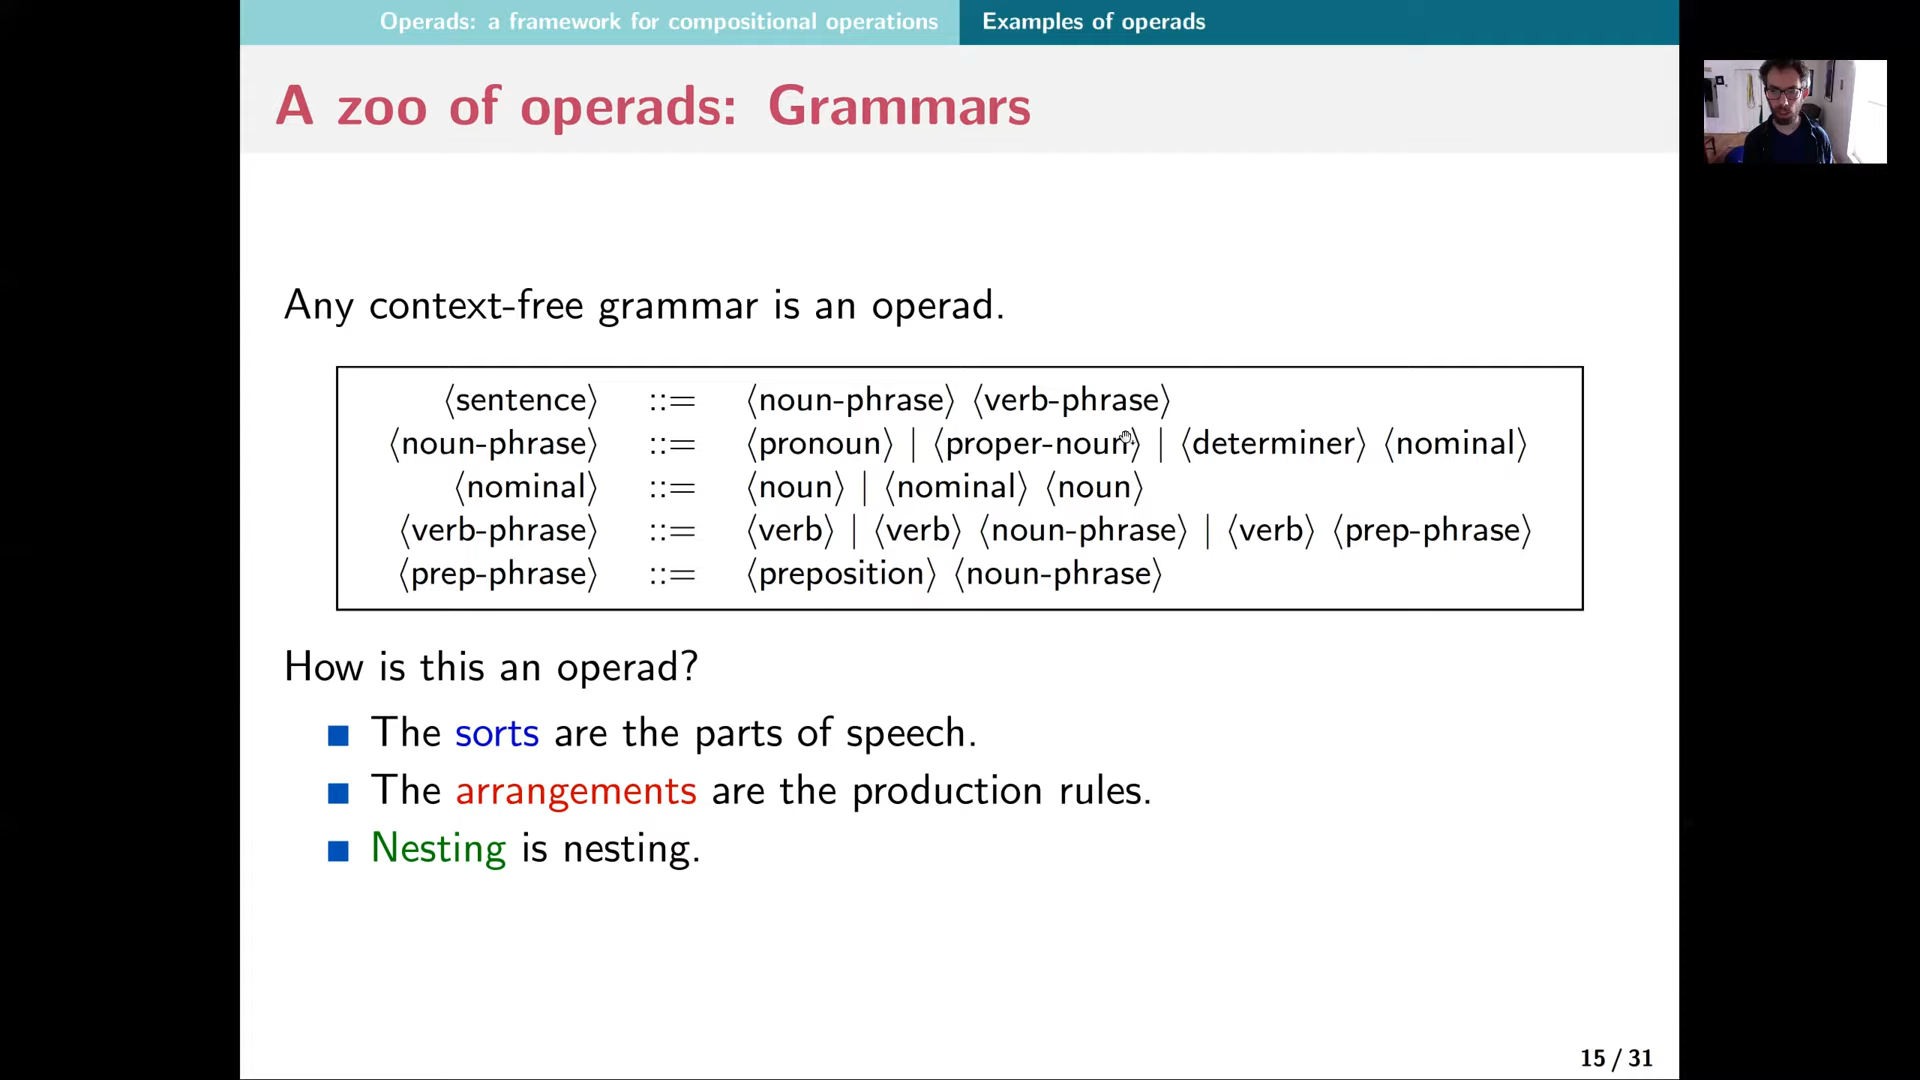 Operads: a framework for compositional operations Examples of operads
A zoo of operads: Grammars
Any context-free grammar is an operad.
⟨sentence⟩ ::= ⟨noun-phrase⟩ ⟨verb-phrase⟩
⟨noun-phrase⟩ ::= ⟨pronoun⟩ | ⟨proper-noun⟩ | ⟨determiner⟩ ⟨nominal⟩
⟨nominal⟩ ::= ⟨noun⟩ | ⟨nominal⟩ ⟨noun⟩
⟨verb-phrase⟩ ::= ⟨verb⟩ | ⟨verb⟩ ⟨noun-phrase⟩ | ⟨verb⟩ ⟨prep-phrase⟩
⟨prep-phrase⟩ ::= ⟨preposition⟩ ⟨noun-phrase⟩
How is this an operad?
The sorts are the parts of speech.
The arrangements are the production rules.
Nesting is nesting.
15 / 31